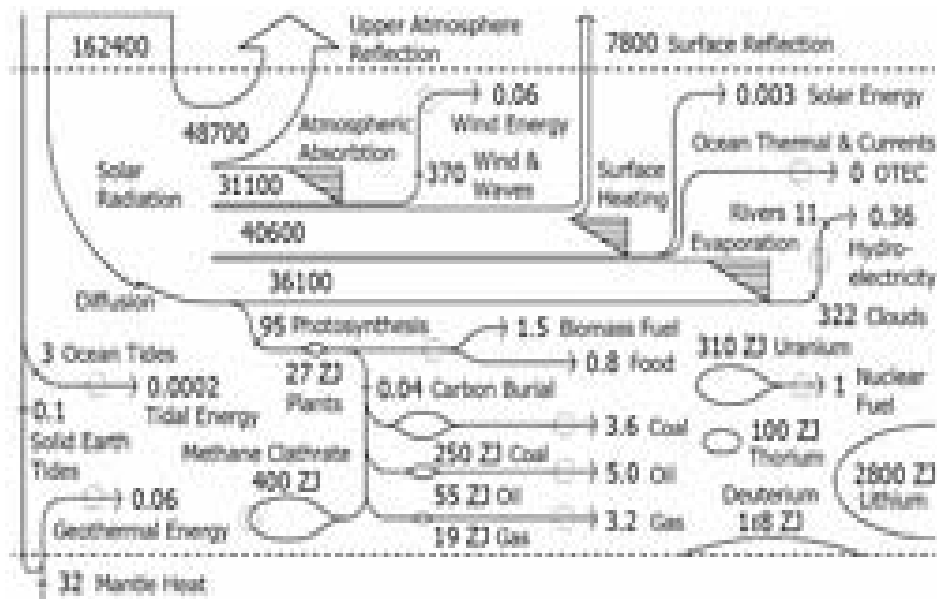 162400
Upper Atmosphere
Reflection
7800 Surface Reflection
48700
Atmospheric
Absorbtion
0.06
Wind Energy
0.003 Solar Energy
Ocean Thermal & Currents
0 OTEC
Solar
Radiation
31100
370 Wind &
Waves
Surface
Heating
40600
Rivers 11
0.36
Evaporation
Hydro-
electricity
36100
Diffusion
322 Clouds
95 Photosynthesis
1.5 Biomass Fuel
310 ZJ Uranium
3 Ocean Tides
0.8 Food
27 ZJ
Plants
0.0002
Tidal Energy
0.04 Carbon Burial
1 Nuclear
Fuel
0.1
Solid Earth
Tides
3.6 Coal
100 ZJ
Thorium
Methane Clathrate
400 ZJ
250 ZJ Coal
5.0 Oil
2800 ZJ
Lithium
0.06
Geothermal Energy
55 ZJ Oil
Deuterium
3.2 Gas
19 ZJ Gas
32 Mantle Heat